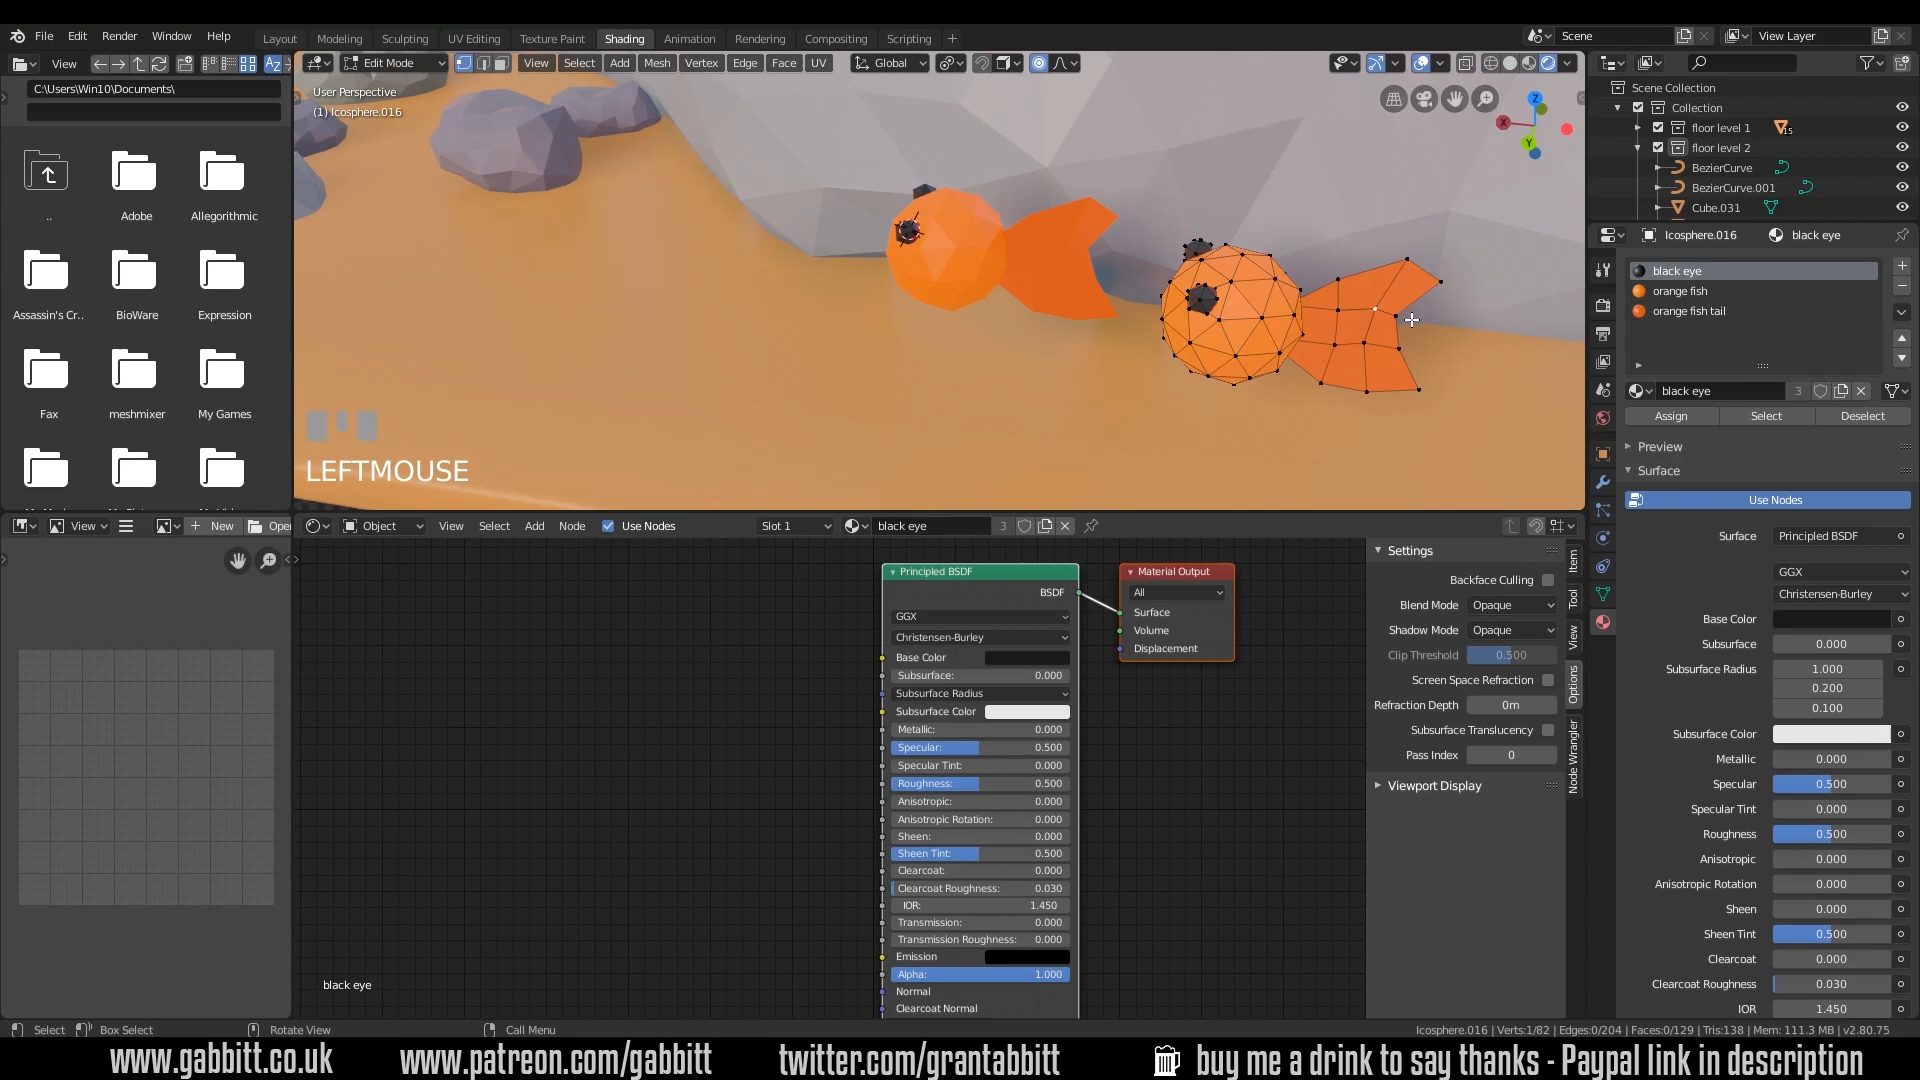 File Edit Render Window Help
Layout Modeling Sculpting UV Editing Texture Paint Shading Animation Rendering Compositing Scripting +
Scene
View Layer
View
C:\Users\Win10\Documents\
..
Adobe
Allegorithmic
Assassin's Cr..
BioWare
Expression
Fax
meshmixer
My Games
Edit Mode
View Select Add Mesh Vertex Edge Face UV
Global
User Perspective
(1) Icosphere.016
X
Y
Z
LEFTMOUSE
Scene Collection
Collection
floor level 1
15
floor level 2
BezierCurve
BezierCurve.001
Cube.031
Icosphere.016
black eye
black eye
orange fish
orange fish tail
black eye
3
Assign
Select
Deselect
Preview
Surface
Use Nodes
Surface
Principled BSDF
GGX
Christensen-Burley
Base Color
Subsurface
0.000
Subsurface Radius
1.000
0.200
0.100
Subsurface Color
Metallic
0.000
Specular
0.500
Specular Tint
0.000
Roughness
0.500
Anisotropic
0.000
Anisotropic Rotation
0.000
Sheen
0.000
Sheen Tint
0.500
Clearcoat
0.000
Clearcoat Roughness
0.030
IOR
1.450
View
New
Open
Object
View Select Add Node
Use Nodes
Slot 1
black eye
3
Principled BSDF
BSDF
GGX
Christensen-Burley
Base Color
Subsurface: 0.000
Subsurface Radius
Subsurface Color
Metallic: 0.000
Specular: 0.500
Specular Tint: 0.000
Roughness: 0.500
Anisotropic: 0.000
Anisotropic Rotation: 0.000
Sheen: 0.000
Sheen Tint: 0.500
Clearcoat: 0.000
Clearcoat Roughness: 0.030
IOR: 1.450
Transmission: 0.000
Transmission Roughness: 0.000
Emission
Alpha: 1.000
Normal
Clearcoat Normal
Material Output
All
Surface
Volume
Displacement
Settings
Backface Culling
Blend Mode Opaque
Shadow Mode Opaque
Clip Threshold 0.500
Screen Space Refraction
Refraction Depth 0m
Subsurface Translucency
Pass Index 0
Viewport Display
Item
Tool
View
Options
Node Wrangler
black eye
Select
Box Select
Rotate View
Call Menu
Icosphere.016 | Verts:1/82 | Edges:0/204 | Faces:0/129 | Tris:138 | Mem: 111.3 MB | v2.80.75
www.gabbitt.co.uk www.patreon.com/gabbitt twitter.com/grantabbitt buy me a drink to say thanks - Paypal link in description